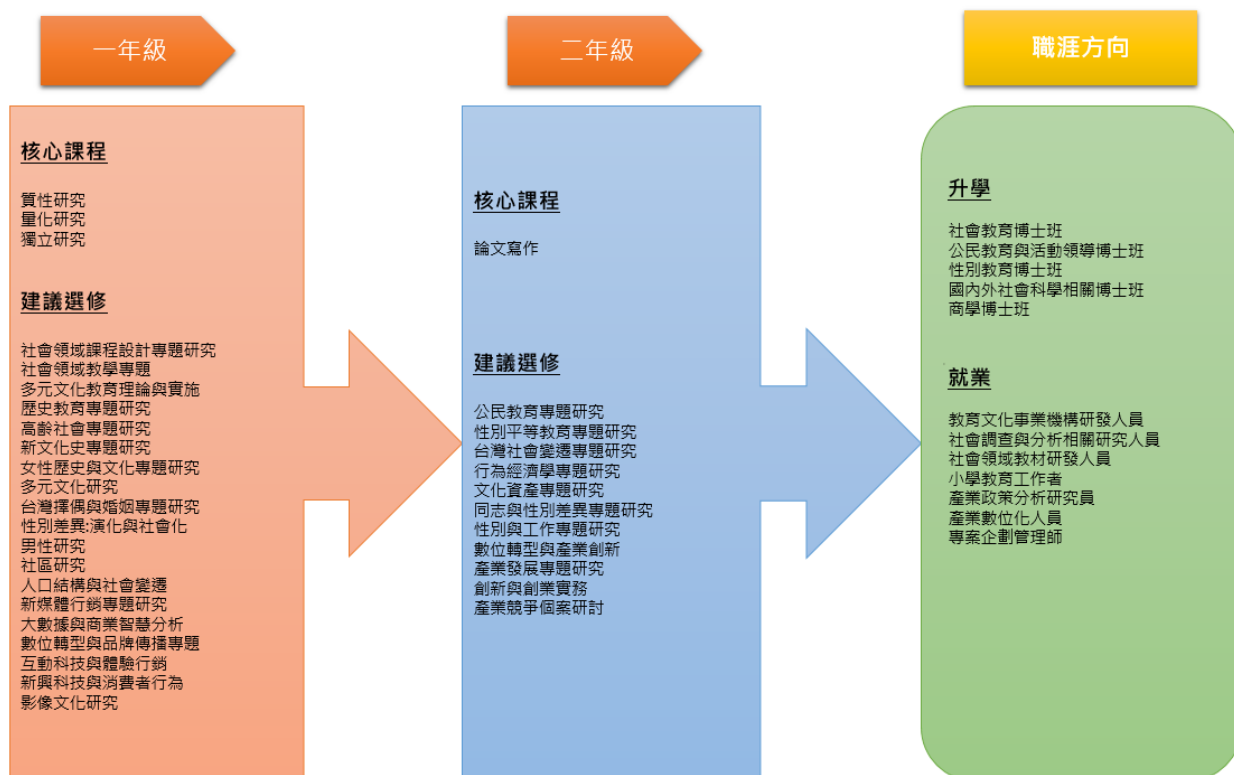 一年級
核心課程
質性研究
量化研究
獨立研究
建議選修
社會領域課程設計專題研究
社會領域教學專題
多元文化教育理論與實施
歷史教育專題研究
高齡社會專題研究
新文化史專題研究
女性歷史與文化專題研究
多元文化研究
台灣擇偶與婚姻專題研究
性別差異:演化與社會化
男性研究
社區研究
人口結構與社會變遷
新媒體行銷專題研究
大數據與商業智慧分析
數位轉型與品牌傳播專題
互動科技與體驗行銷
新興科技與消費者行為
影像文化研究
二年級
核心課程
論文寫作
建議選修
公民教育專題研究
性別平等教育專題研究
台灣社會變遷專題研究
行為經濟學專題研究
文化資產專題研究
同志與性別差異專題研究
性別與工作專題研究
數位轉型與產業創新
產業發展專題研究
創新與創業實務
產業競爭個案研討
職涯方向
升學
社會教育博士班
公民教育與活動領導博士班
性別教育博士班
國內外社會科學相關博士班
商學博士班
就業
教育文化事業機構研發人員
社會調查與分析相關研究人員
社會領域教材研發人員
小學教育工作者
產業政策分析研究員
產業數位化人員
專案企劃管理師